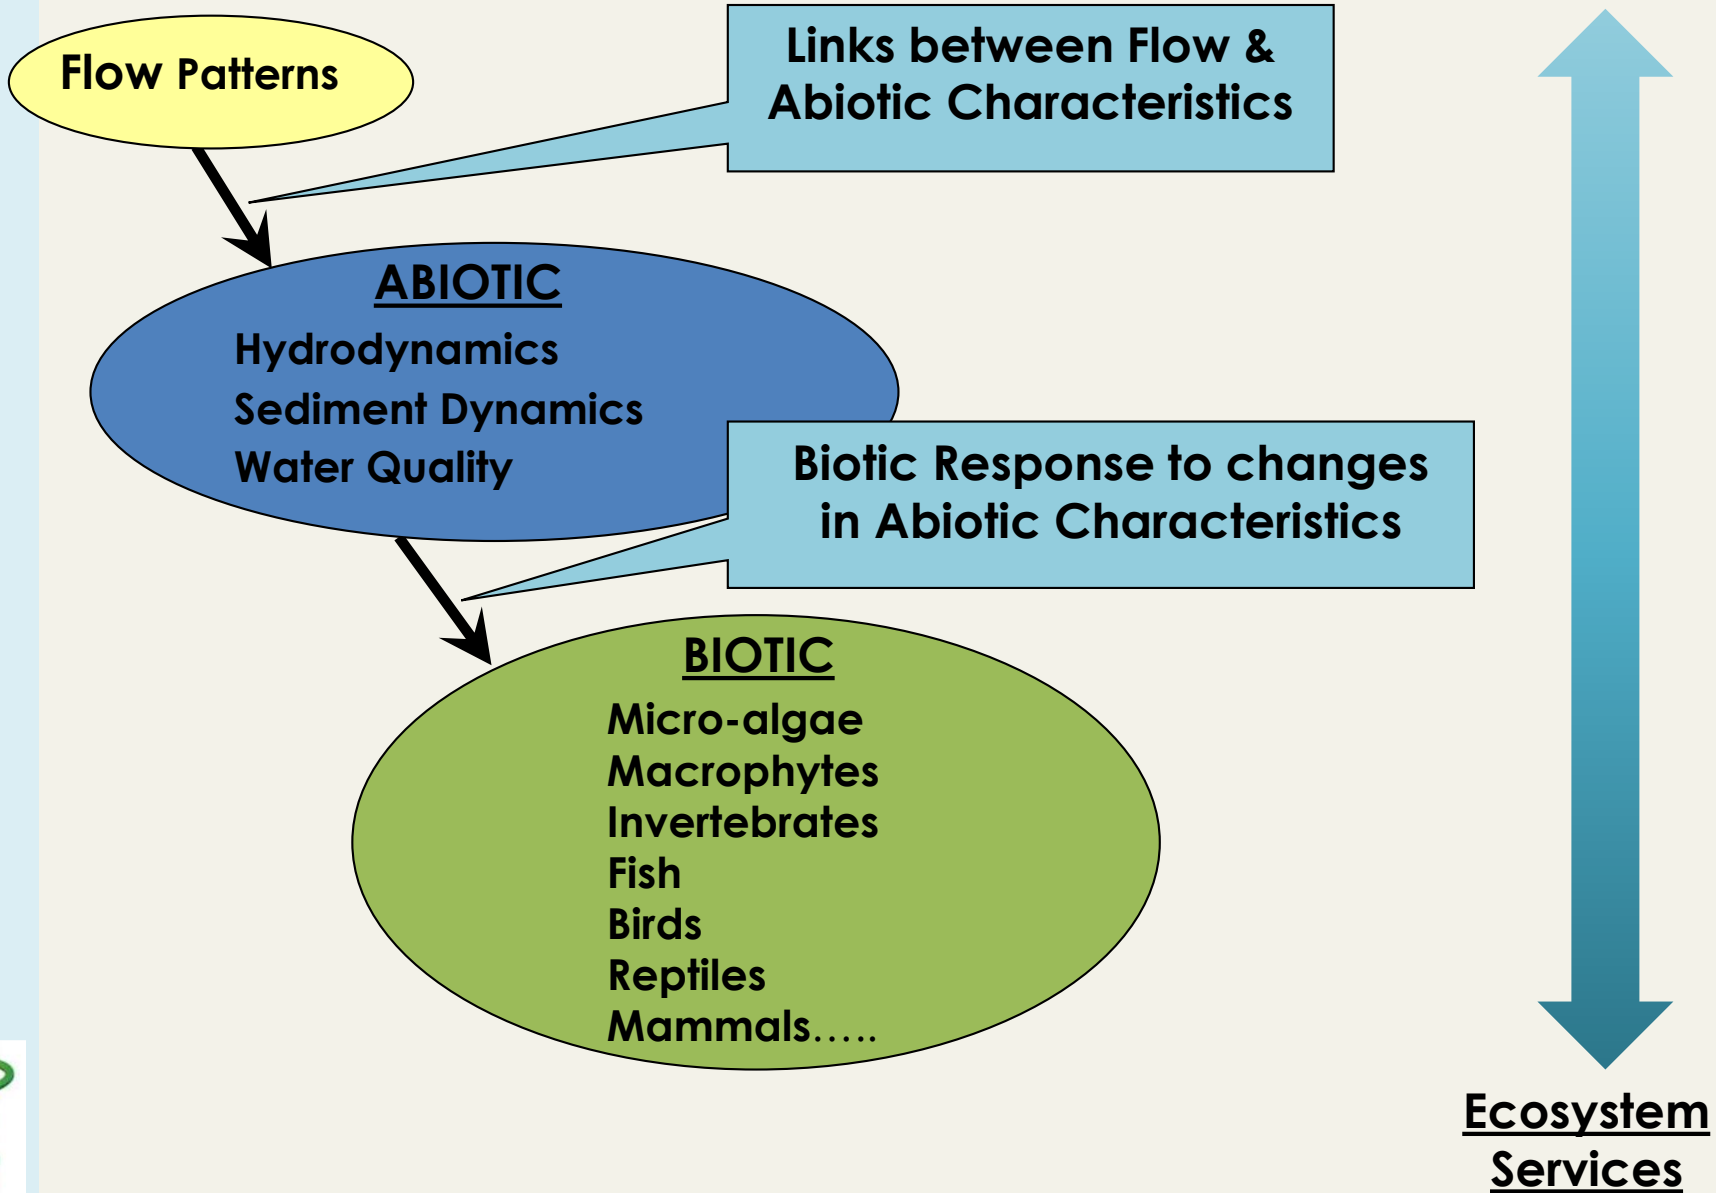 Flow Patterns
Links between Flow &
Abiotic Characteristics
ABIOTIC
Hydrodynamics
Sediment Dynamics
Water Quality
Biotic Response to changes
in Abiotic Characteristics
BIOTIC
Micro-algae
Macrophytes
Invertebrates
Fish
Birds
Reptiles
Mammals…..
Ecosystem
Services